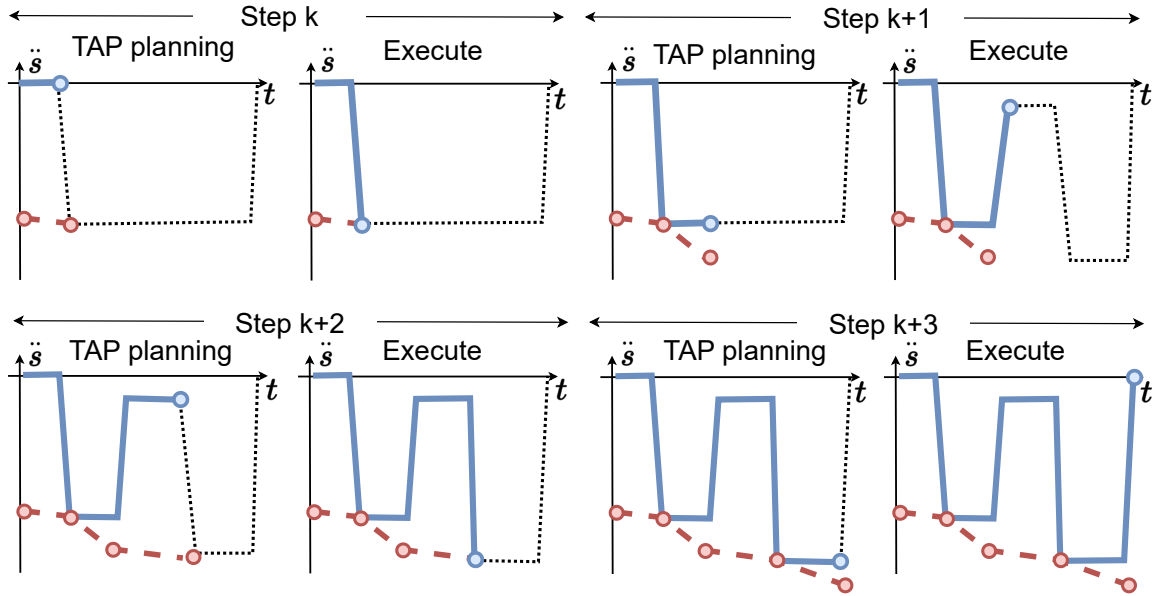 Step k
Step k+1
TAP planning
Execute
TAP planning
Execute
s̈
t
s̈
t
s̈
t
s̈
t
Step k+2
Step k+3
TAP planning
Execute
TAP planning
Execute
s̈
t
s̈
t
s̈
t
s̈
t